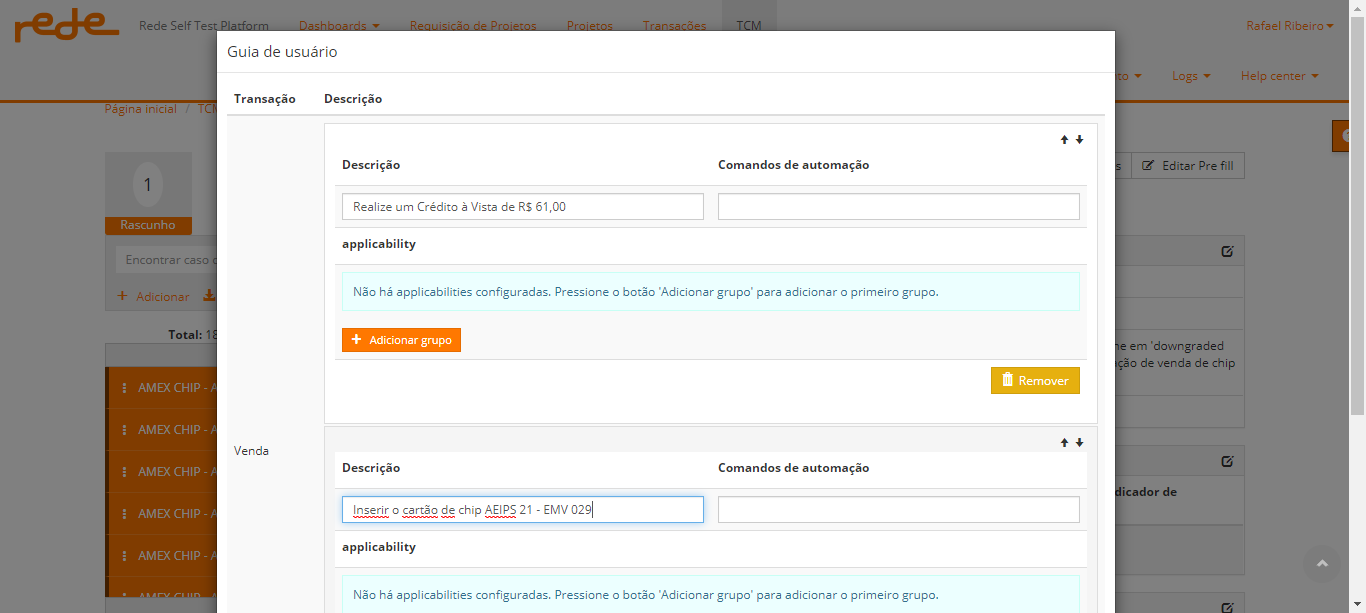 rede
Rede Self Test Platform
Dashboards
Requisição de Projetos
Projetos
Transações
TCM
Rafael Ribeiro
Logs
Help center
Página inicial / TCM
1
Rascunho
Encontrar caso
+ Adicionar
Total: 18
AMEX CHIP - A
AMEX CHIP - A
AMEX CHIP - A
AMEX CHIP - A
AMEX CHIP - A
AMEX CHIP - A
Guia de usuário
Transação Descrição
Venda
Descrição Comandos de automação
Realize um Crédito à Vista de R$ 61,00
applicability
Não há applicabilities configuradas. Pressione o botão 'Adicionar grupo' para adicionar o primeiro grupo.
+ Adicionar grupo
Remover
Descrição Comandos de automação
Inserir o cartão de chip AEIPS 21 - EMV 029
applicability
Não há applicabilities configuradas. Pressione o botão 'Adicionar grupo' para adicionar o primeiro grupo.
Editar Pre fill
em 'downgraded
de venda de chip
de